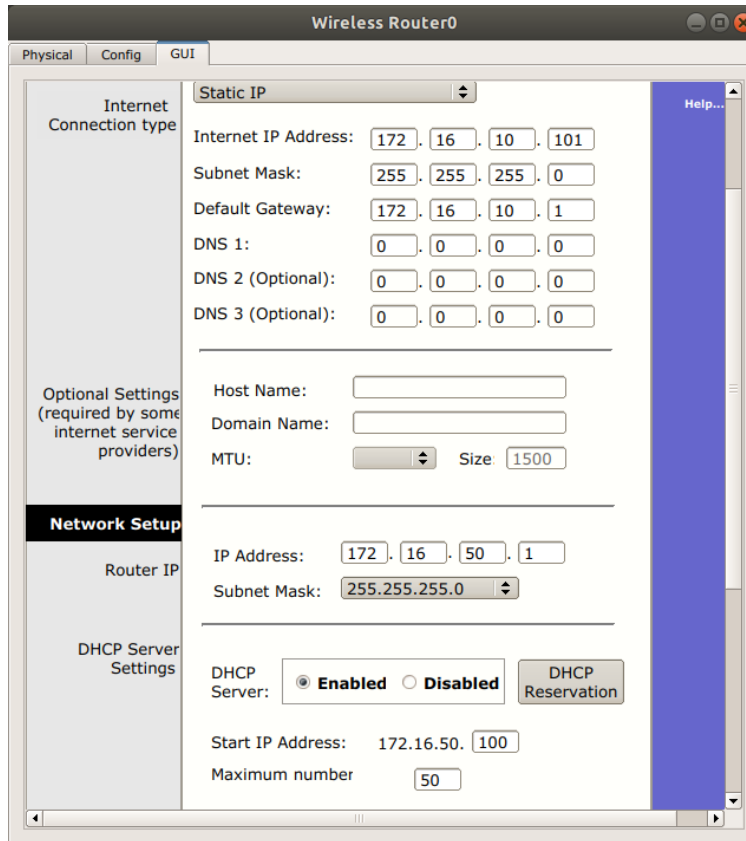 Wireless Router0
Physical Config GUI
Internet Connection type
Static IP
Help...
Internet IP Address: 172 . 16 . 10 . 101
Subnet Mask: 255 . 255 . 255 . 0
Default Gateway: 172 . 16 . 10 . 1
DNS 1: 0 . 0 . 0 . 0
DNS 2 (Optional): 0 . 0 . 0 . 0
DNS 3 (Optional): 0 . 0 . 0 . 0
Optional Settings
(required by some
internet service
providers)
Host Name:
Domain Name:
MTU: Size: 1500
Network Setup
Router IP
IP Address: 172 . 16 . 50 . 1
Subnet Mask: 255.255.255.0
DHCP Server
Settings
DHCP
Server: Enabled Disabled
DHCP
Reservation
Start IP Address: 172.16.50. 100
Maximum number 50